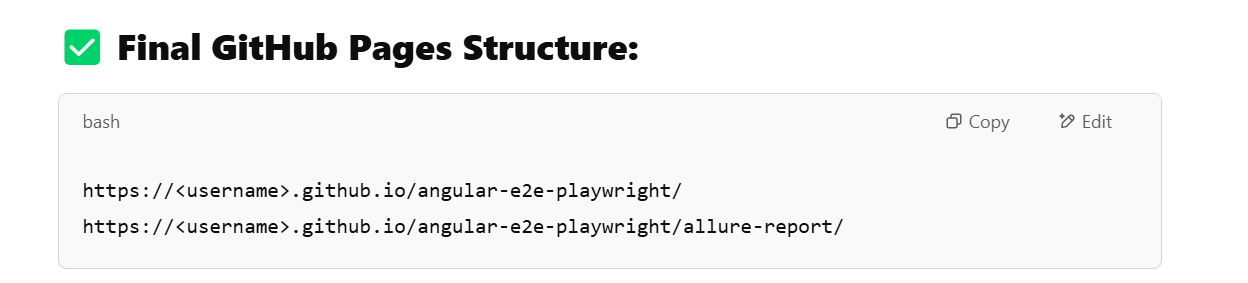 ✅ Final GitHub Pages Structure:
bash
Copy
Edit
https://<username>.github.io/angular-e2e-playwright/
https://<username>.github.io/angular-e2e-playwright/allure-report/